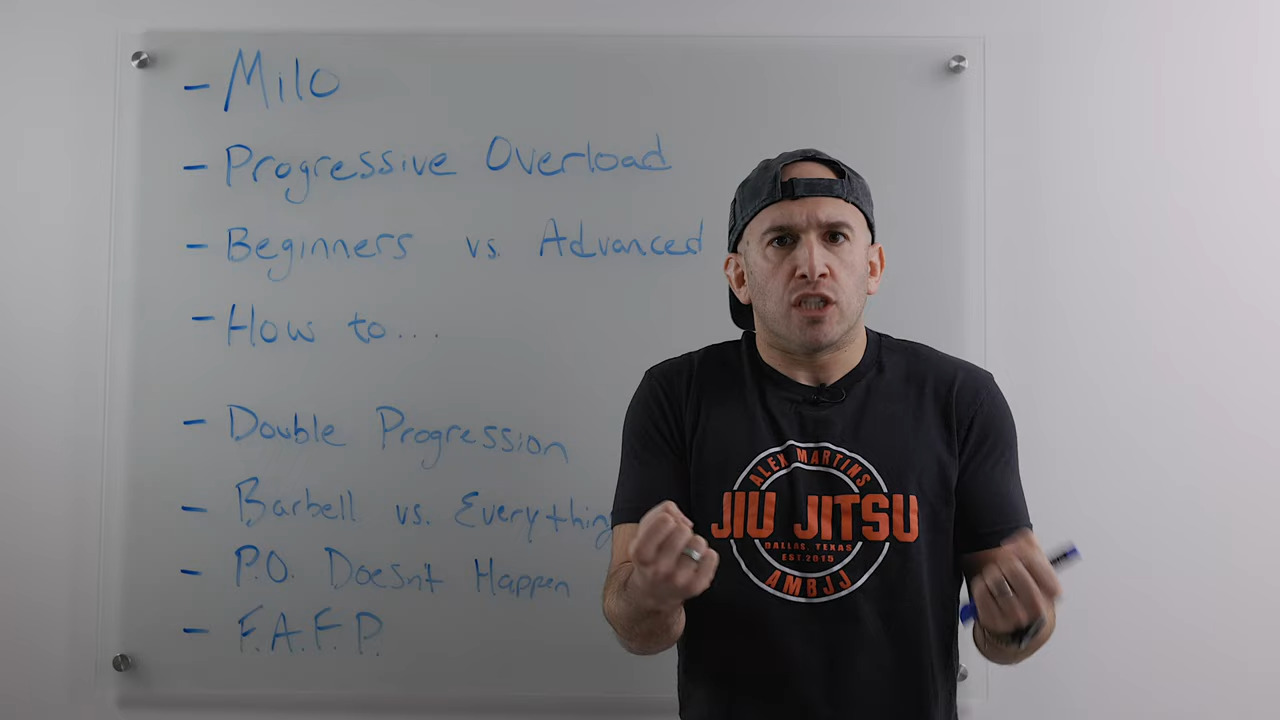 - Milo
- Progressive Overload
- Beginners vs. Advanced
- How to...
- Double Progression
- Barbell vs. Everything
- P.O. Doesn't Happen
- F.A.F.P.
ALEX MARTINS
JIU JITSU
DALLAS, TEXAS
EST.2015
AMBJJ